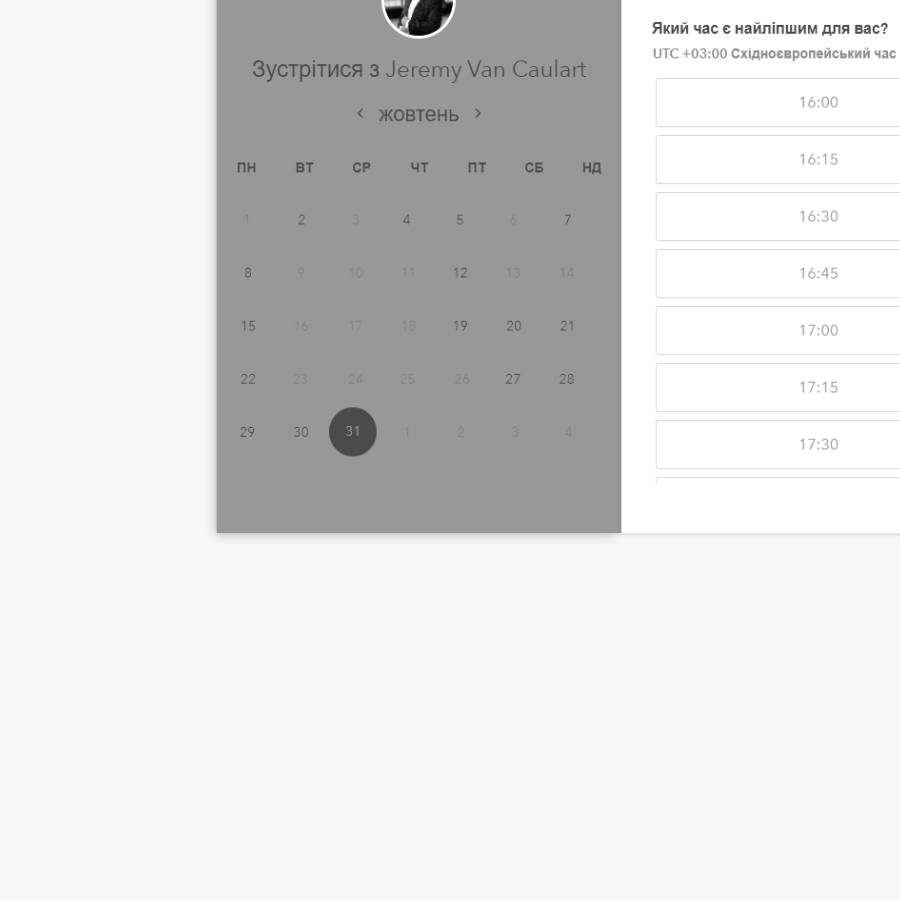 Зустрітися з Jeremy Van Caulart
жовтень
ПН ВТ СР ЧТ ПТ СБ НД
1 2 3 4 5 6 7
8 9 10 11 12 13 14
15 16 17 18 19 20 21
22 23 24 25 26 27 28
29 30 31 1 2 3 4
Який час є найліпшим для вас?
UTC +03:00 Східноєвропейський час
16:00
16:15
16:30
16:45
17:00
17:15
17:30